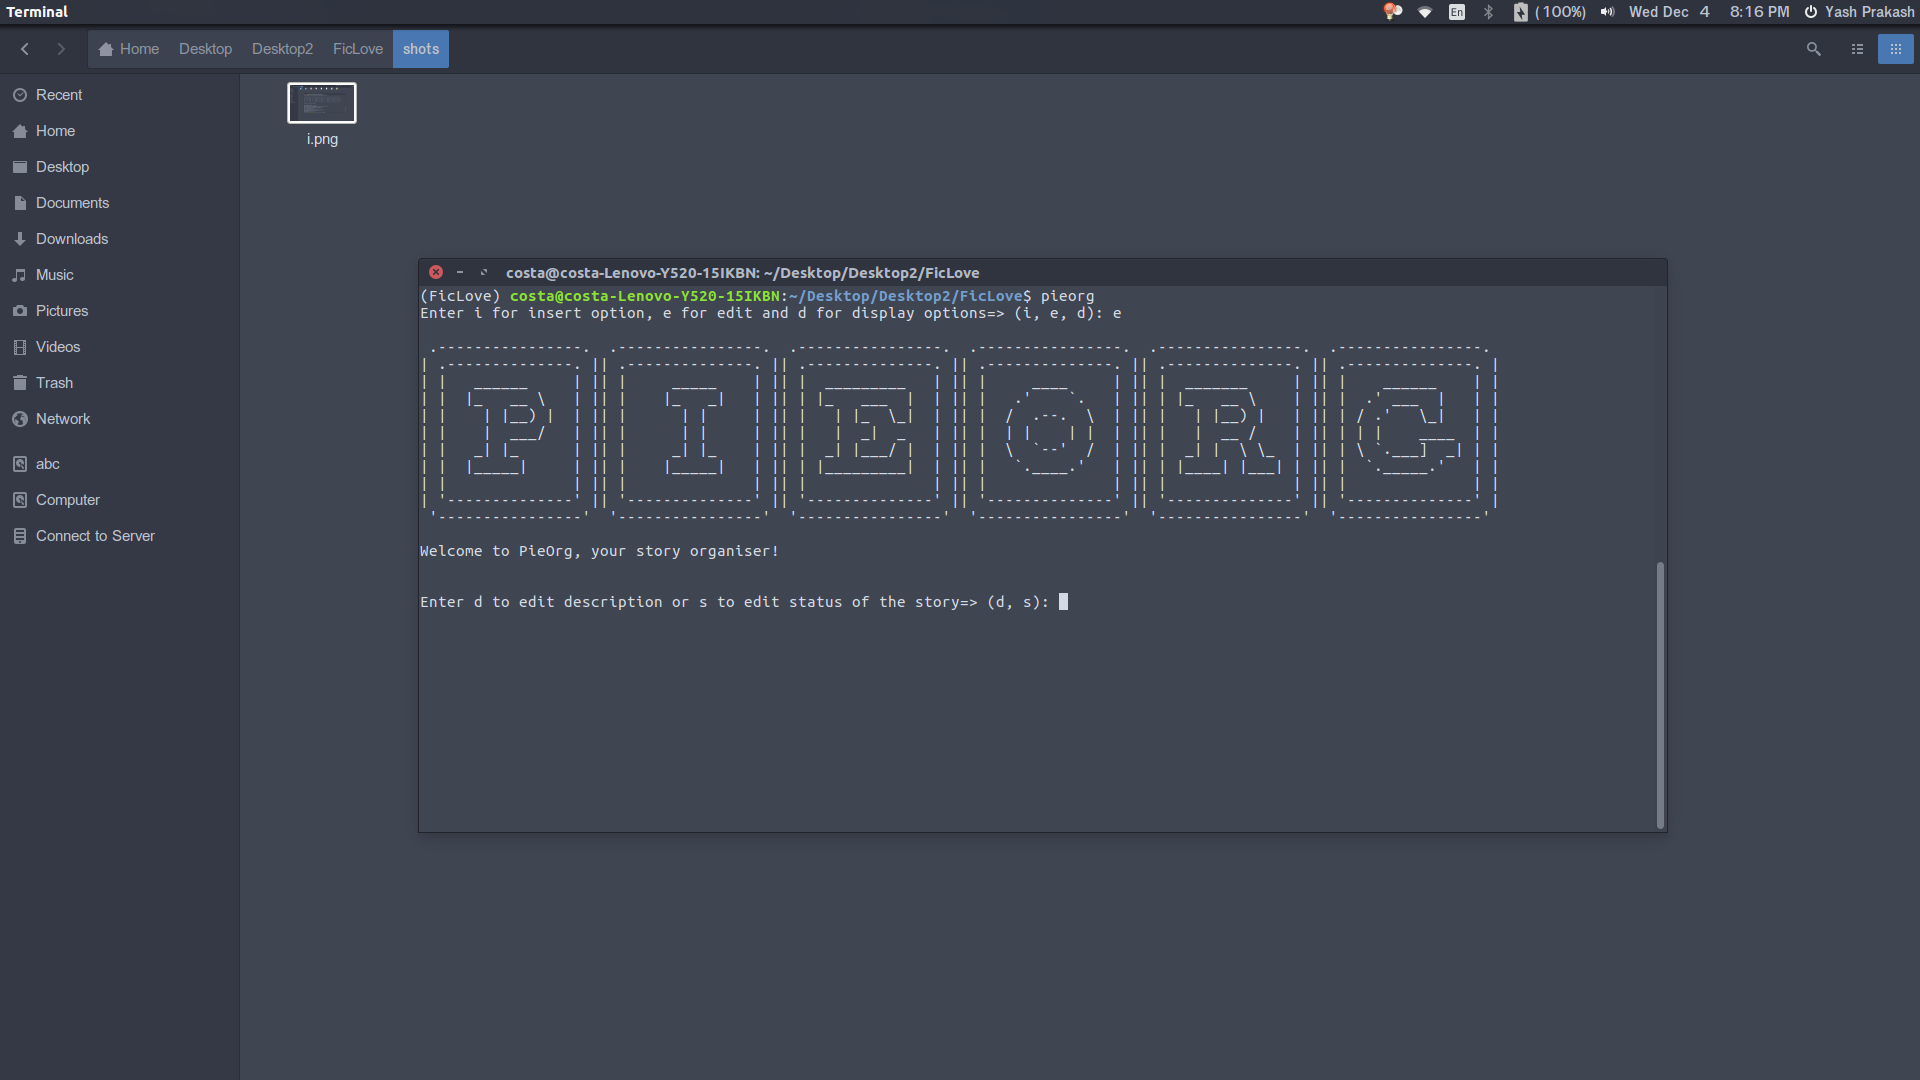 Terminal
En
(100%)
Wed Dec 4 8:16 PM
Yash Prakash
Home Desktop Desktop2 FicLove shots
Recent
Home
Desktop
Documents
Downloads
Music
Pictures
Videos
Trash
Network
abc
Computer
Connect to Server
i.png
costa@costa-Lenovo-Y520-15IKBN: ~/Desktop/Desktop2/FicLove
(FicLove) costa@costa-Lenovo-Y520-15IKBN:~/Desktop/Desktop2/FicLove$ pieorg
Enter i for insert option, e for edit and d for display options=> (i, e, d): e
PIEORG
Welcome to PieOrg, your story organiser!
Enter d to edit description or s to edit status of the story=> (d, s):